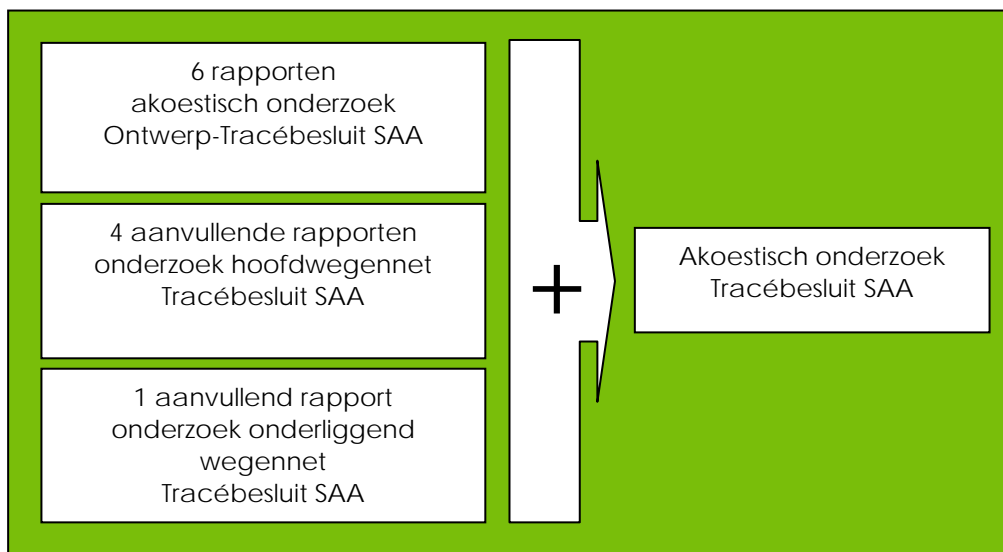 6 rapporten
akoestisch onderzoek
Ontwerp-Tracébesluit SAA
4 aanvullende rapporten
onderzoek hoofdwegennet
Tracébesluit SAA
1 aanvullend rapport
onderzoek onderliggend
wegennet
Tracébesluit SAA
+
Akoestisch onderzoek
Tracébesluit SAA